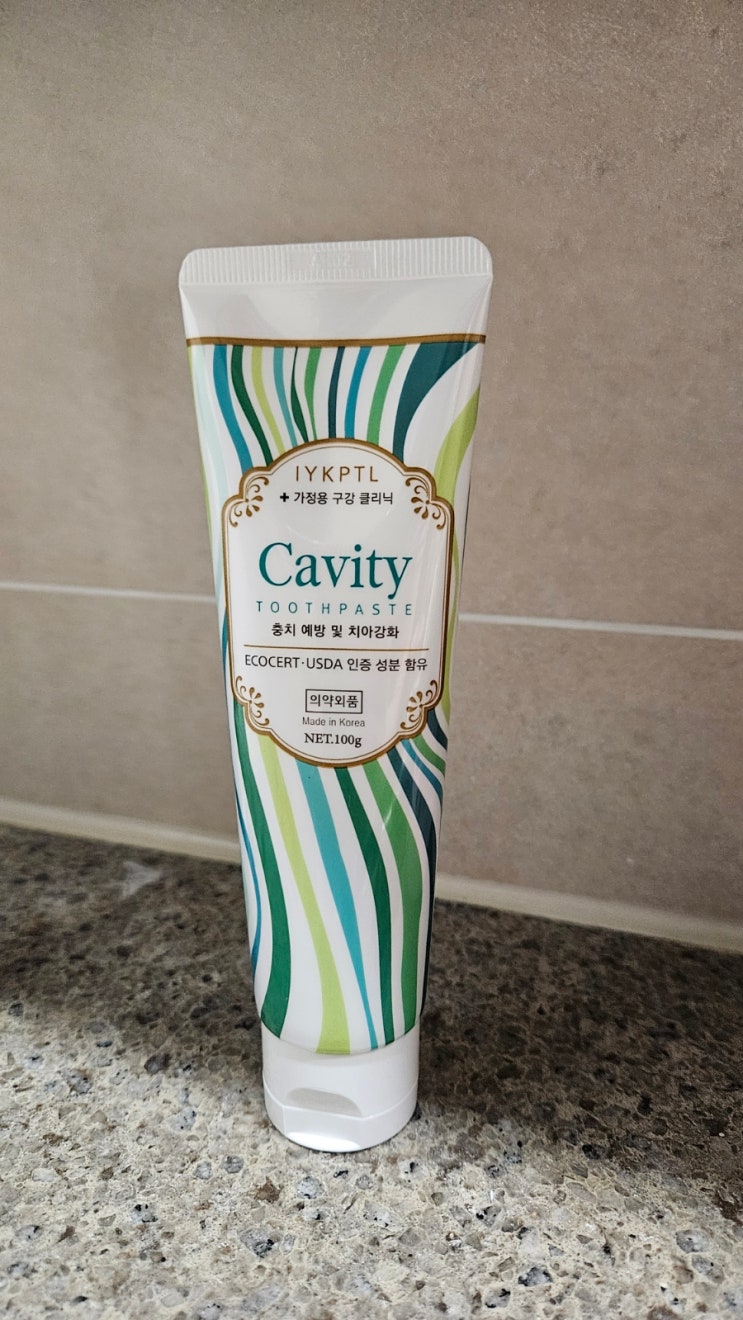 IYKPTL
✚ 가정용 구강 클리닉
Cavity
TOOTHPASTE
충치 예방 및 치아강화
ECOCERT·USDA 인증 성분 함유
의약외품
Made in Korea
NET.100g